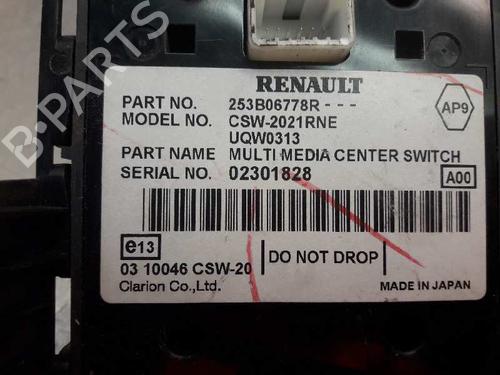 RENAULT
PART NO. 253B06778R - - -
AP9
MODEL NO. CSW-2021RNE
UQW0313
PART NAME MULTI MEDIA CENTER SWITCH
SERIAL NO. 02301828
A00
e13
DO NOT DROP
03 10046 CSW-20
Clarion Co.,Ltd.
MADE IN JAPAN